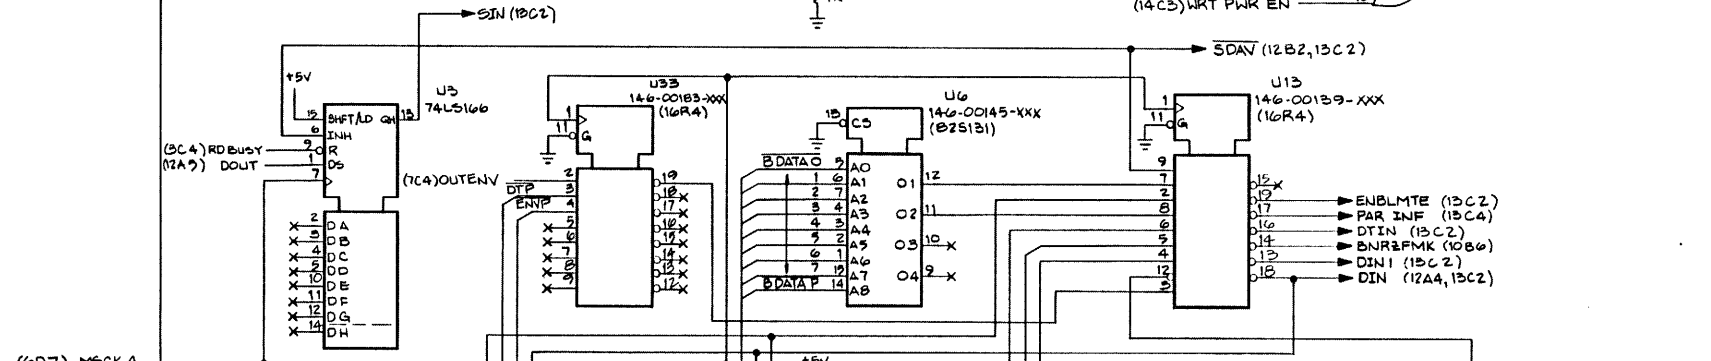 SIN (13C2)
(14C3) WRT PWR EN
SDAV (12B2, 13C2)
+5V
U3
74LS166
15 SHFT/LD QH 13
6 INH
(3C4) RDBUSY 9 R
(12A3) DOUT 1 DS
7
2 DA
3 DB
4 DC
5 DD
10 DE
11 DF
12 DG
14 DH
U33
146-00183-XXX
(16R4)
1
11 G
(7C4) OUTENV 2
DTP 3
ENVP 4
5
6
7
8
9
19
18
17
16
15
14
13
12
U6
146-00145-XXX
(82S131)
13 CS
BDATA 0 5 A0
1 6 A1
2 7 A2
3 4 A3
4 3 A4
5 2 A5
6 1 A6
7 15 A7
BDATA P 14 A8
O1 12
O2 11
O3 10
O4 9
U13
146-00139-XXX
(16R4)
1
11 G
9
7
2
8
6
5
4
12
3
15
19 ENBLMTE (13C2)
17 PAR INF (13C4)
16 DTIN (13C2)
14 BNRZFMK (10B6)
13 DIN1 (13C2)
18 DIN (12A4, 13C2)
+5V